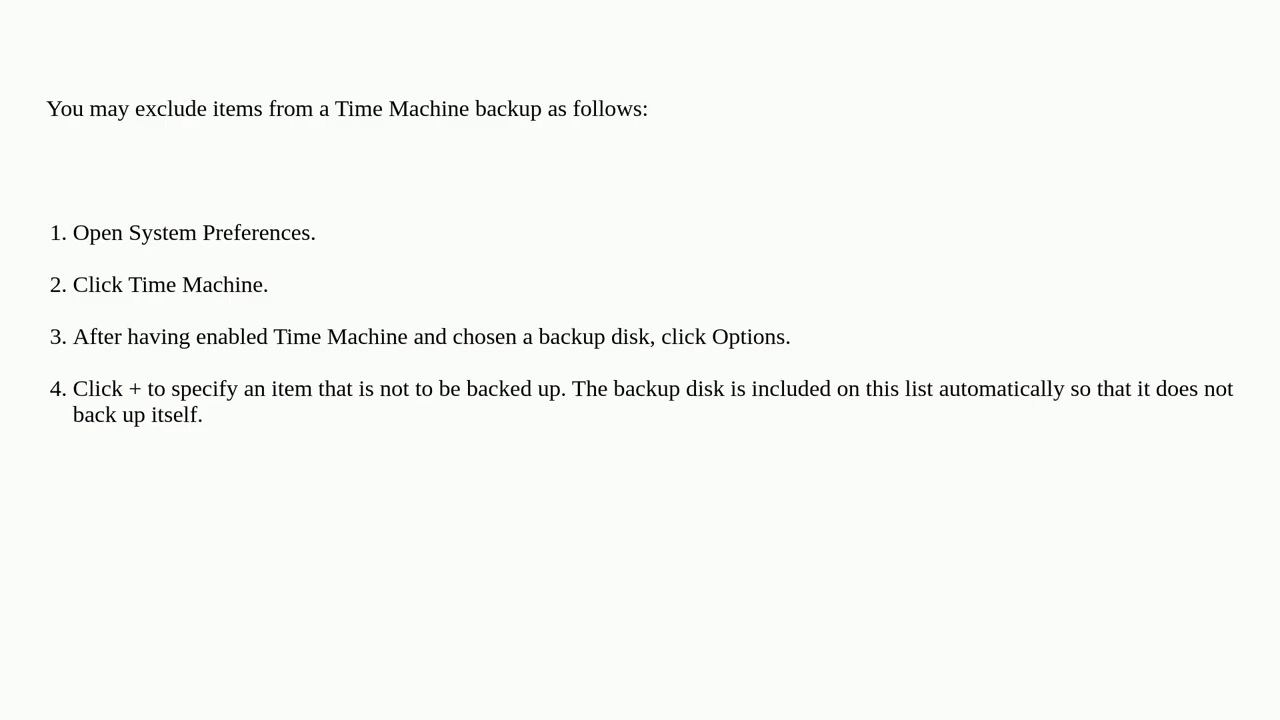 You may exclude items from a Time Machine backup as follows:
1. Open System Preferences.
2. Click Time Machine.
3. After having enabled Time Machine and chosen a backup disk, click Options.
4. Click + to specify an item that is not to be backed up. The backup disk is included on this list automatically so that it does not
back up itself.